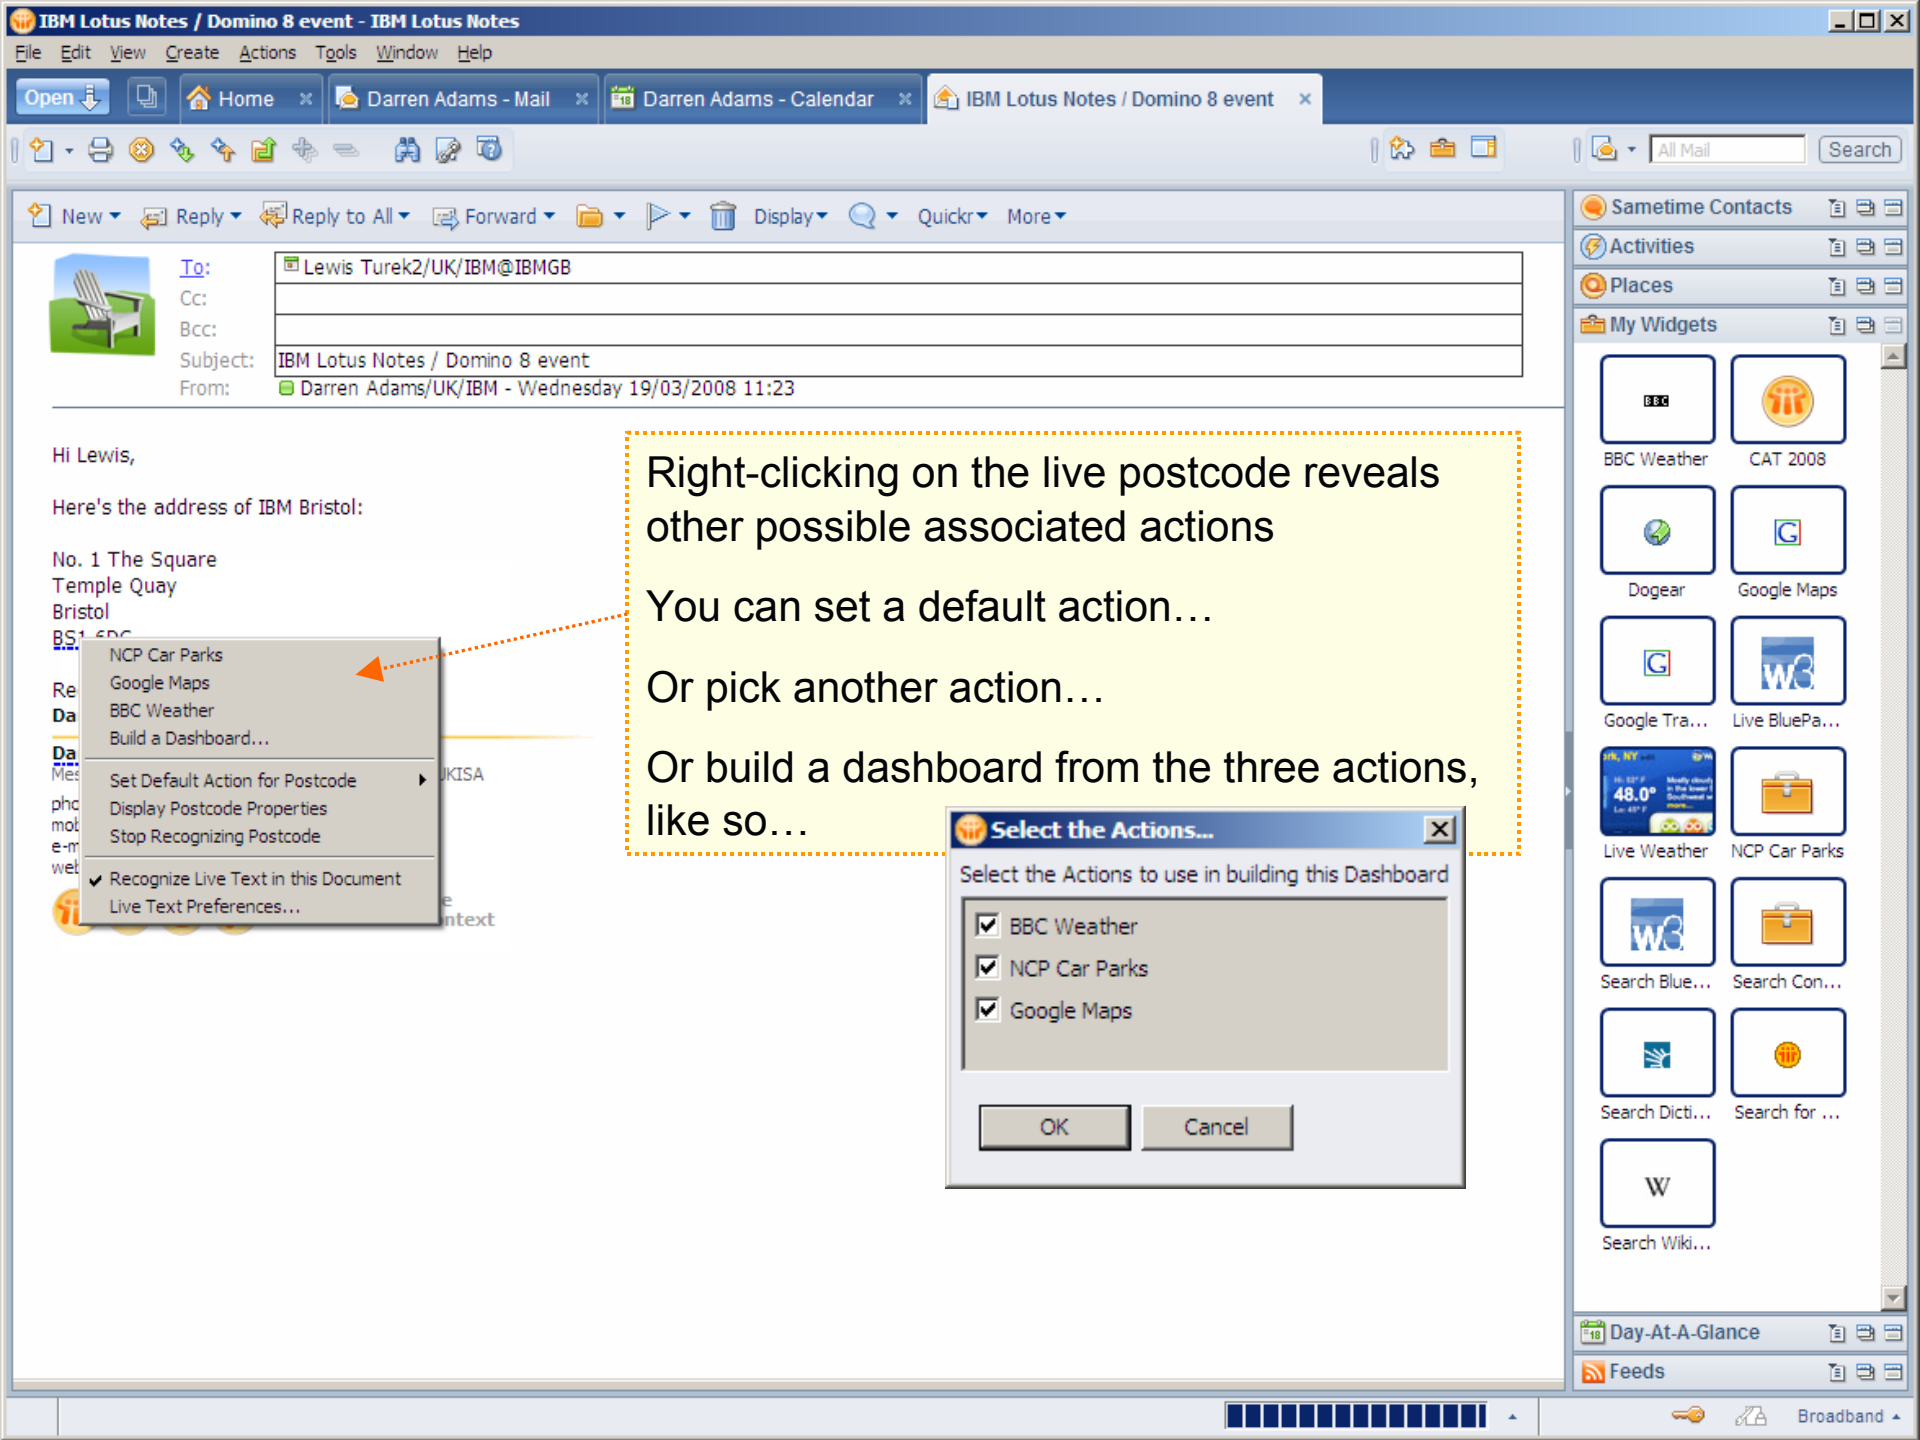 IBM Lotus Notes / Domino 8 event - IBM Lotus Notes
File Edit View Create Actions Tools Window Help
Open Home Darren Adams - Mail Darren Adams - Calendar IBM Lotus Notes / Domino 8 event
All Mail Search
New Reply Reply to All Forward Display Quickr More
To: Lewis Turek2/UK/IBM@IBMGB
Cc:
Bcc:
Subject: IBM Lotus Notes / Domino 8 event
From: Darren Adams/UK/IBM - Wednesday 19/03/2008 11:23
Hi Lewis,
Here's the address of IBM Bristol:
No. 1 The Square
Temple Quay
Bristol
BS1
NCP Car Parks
Google Maps
BBC Weather
Build a Dashboard...
Set Default Action for Postcode
Display Postcode Properties
Stop Recognizing Postcode
Recognize Live Text in this Document
Live Text Preferences...
Right-clicking on the live postcode reveals
other possible associated actions
You can set a default action…
Or pick another action…
Or build a dashboard from the three actions,
like so…
Select the Actions...
Select the Actions to use in building this Dashboard
BBC Weather
NCP Car Parks
Google Maps
OK Cancel
Sametime Contacts
Activities
Places
My Widgets
BBC
BBC Weather CAT 2008
G
Dogear Google Maps
G w3
Google Tra... Live BluePa...
48.0°
Live Weather NCP Car Parks
w3
Search Blue... Search Con...
Search Dicti... Search for ...
W
Search Wiki...
18 Day-At-A-Glance
Feeds
Broadband